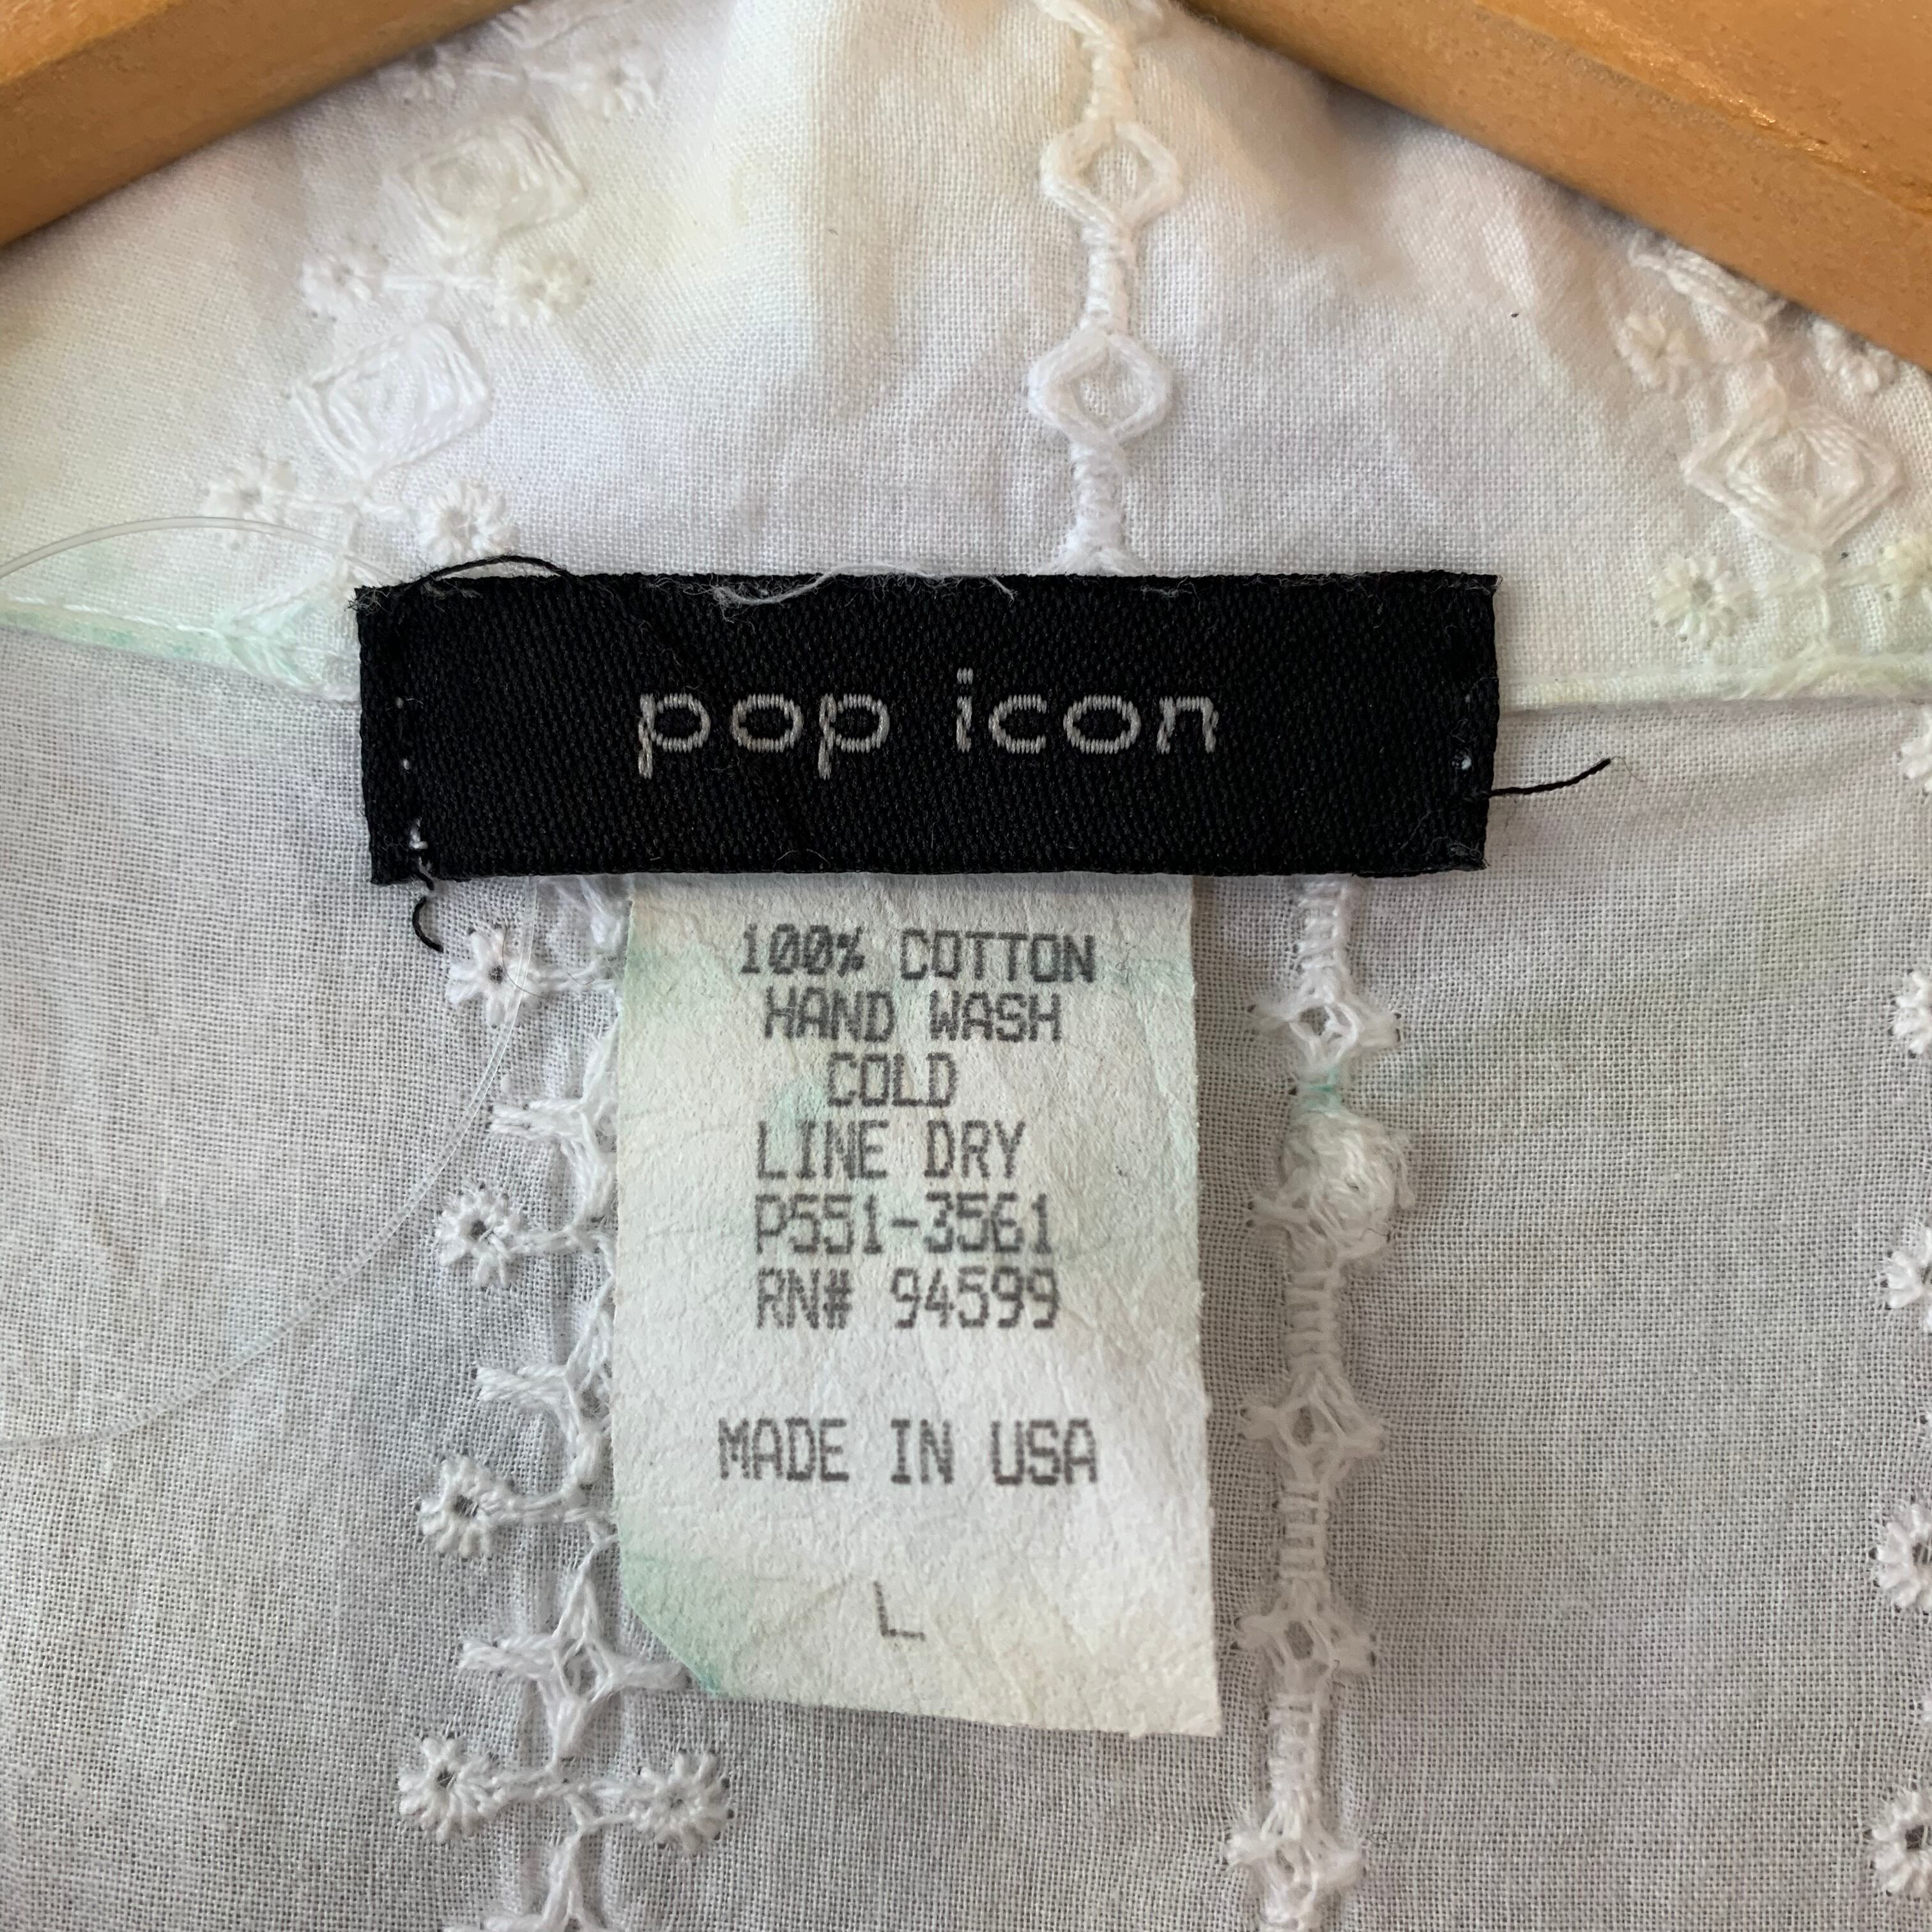 pop icon
100% COTTON
HAND WASH
COLD
LINE DRY
P551-3561
RN# 94599
MADE IN USA
L